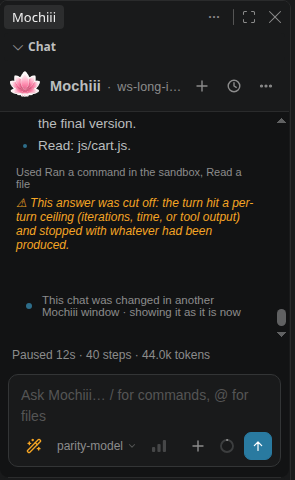 Mochiii
Chat
Mochiii · ws-long-i…
the final version.
Read: js/cart.js.
Used Ran a command in the sandbox, Read a
file
⚠ This answer was cut off: the turn hit a per-
turn ceiling (iterations, time, or tool output)
and stopped with whatever had been
produced.
This chat was changed in another
Mochiii window · showing it as it is now
Paused 12s · 40 steps · 44.0k tokens
Ask Mochiii… / for commands, @ for
files
parity-model